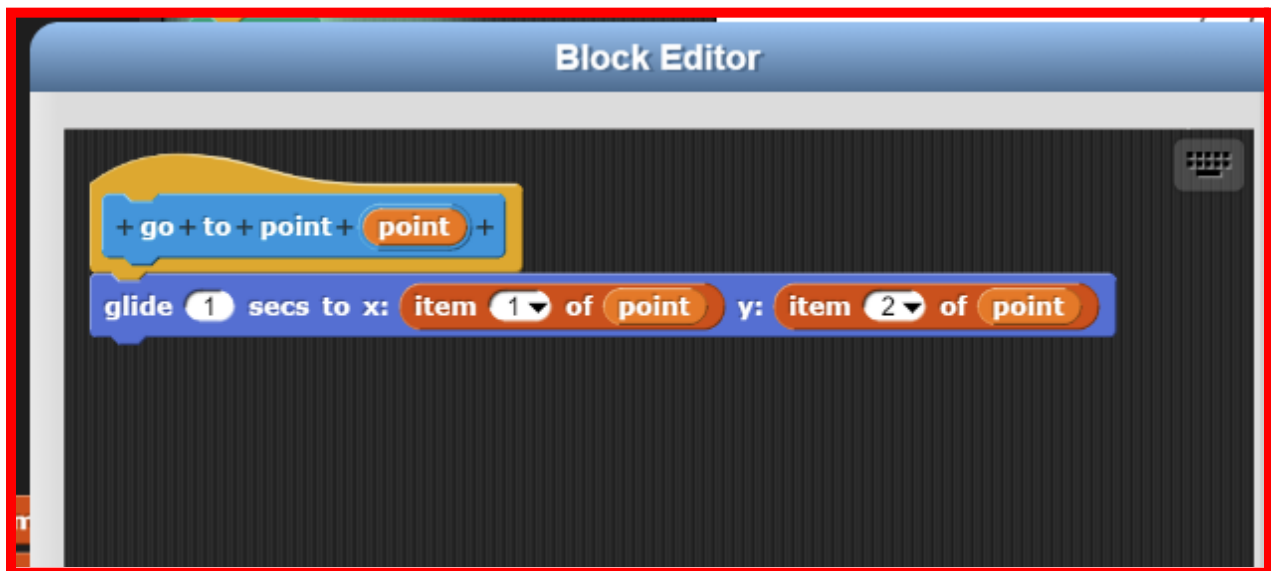 Block Editor
+ go + to + point + point +
glide 1 secs to x: item 1 of point y: item 2 of point